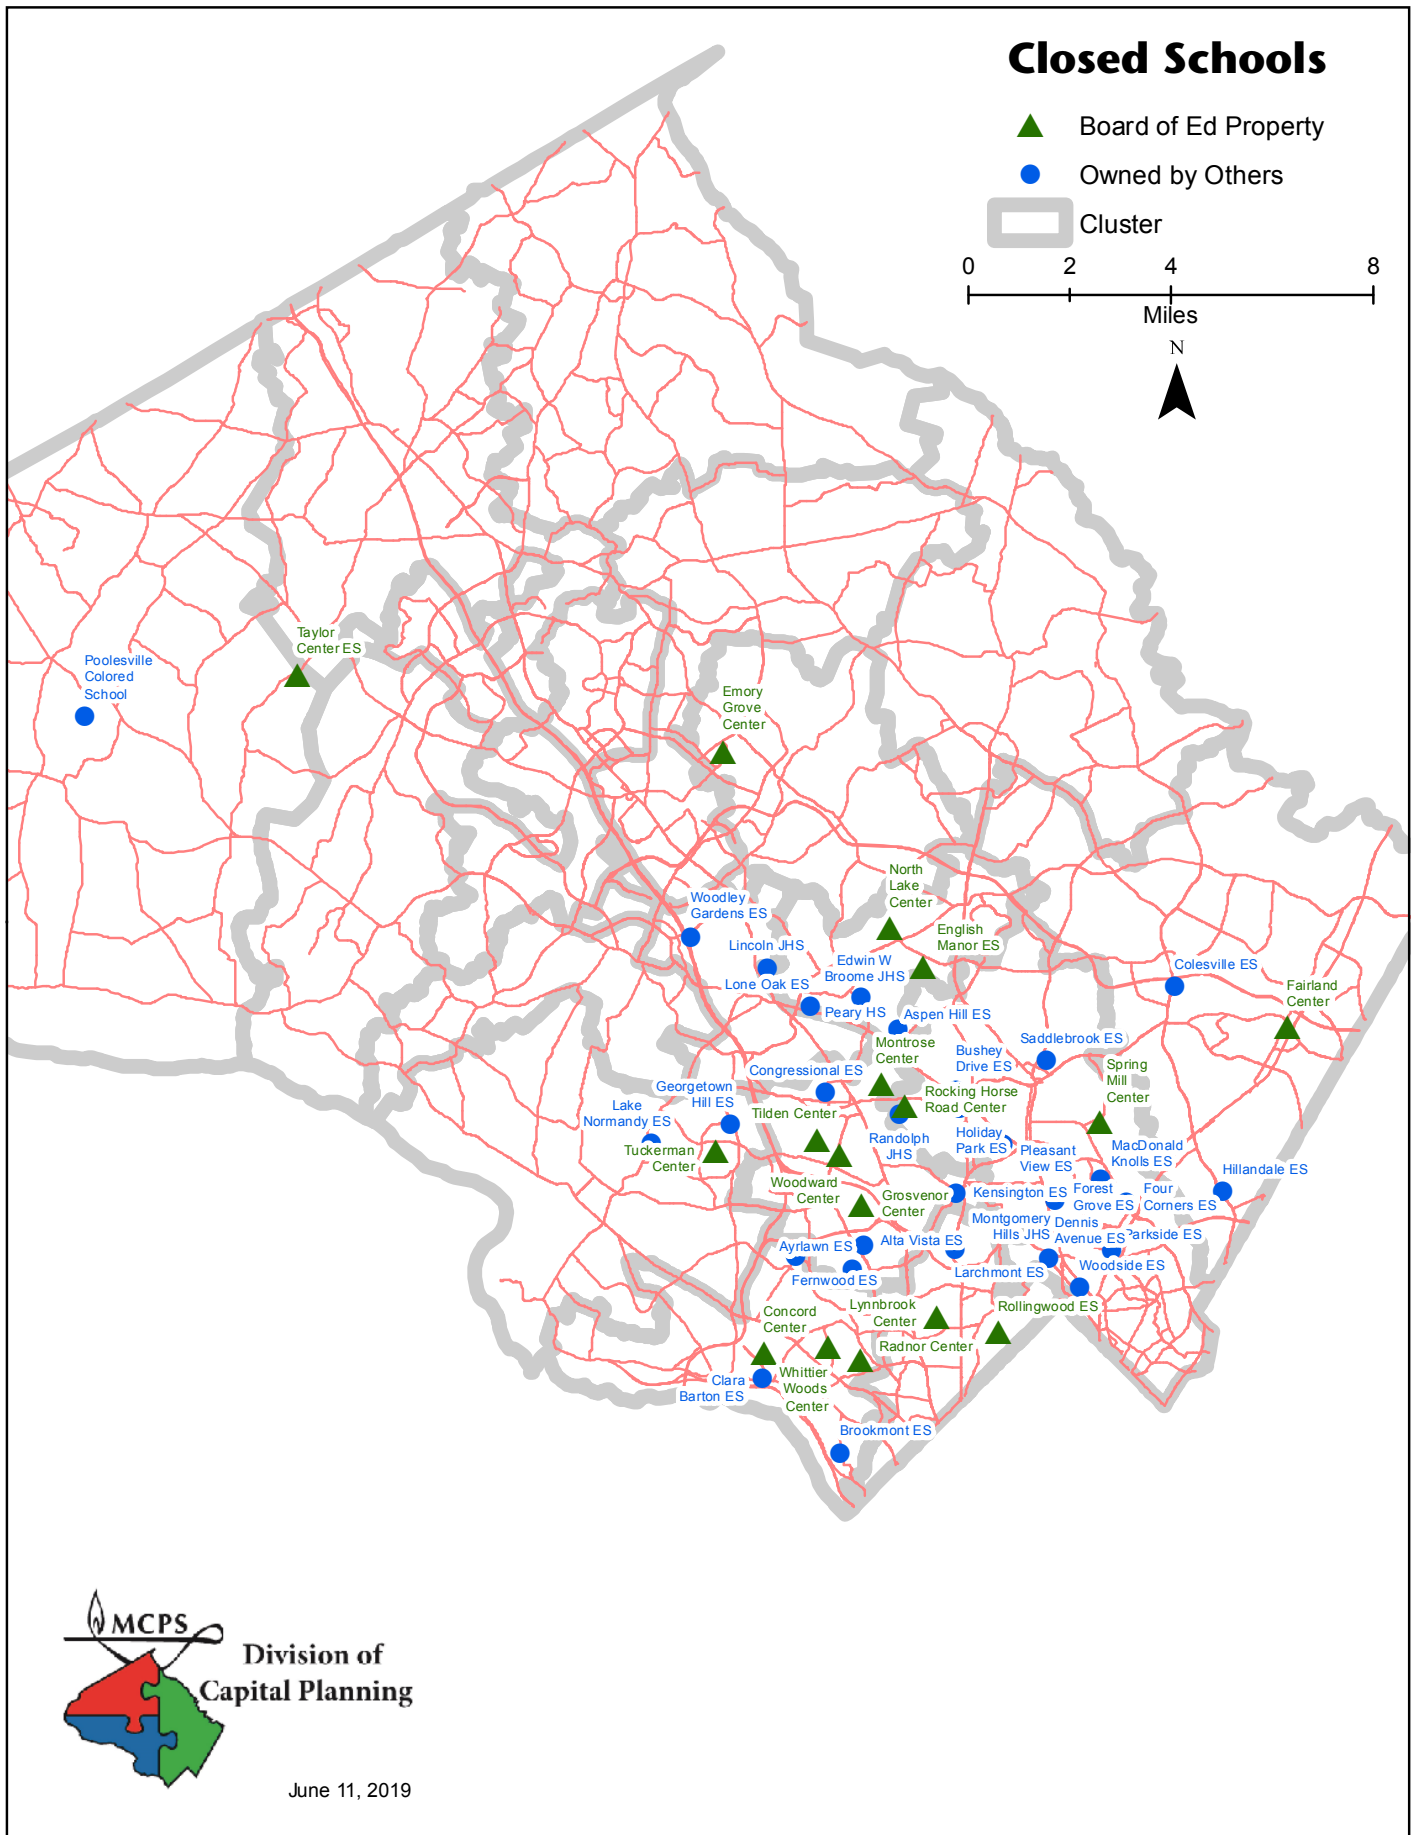 Closed Schools
Board of Ed Property
Owned by Others
Cluster
0 2 4 8
Miles
N
Taylor
Center ES
Poolesville
Colored
School
Emory
Grove
Center
North
Lake
Center
Woodley
Gardens ES
English
Manor ES
Lincoln JHS
Edwin W
Broome JHS
Colesville ES
Lone Oak ES
Fairland
Center
Peary HS
Aspen Hill ES
Montrose
Center
Saddlebrook ES
Bushey
Drive ES
Congressional ES
Spring
Mill
Center
Georgetown
Hill ES
Rocking Horse
Road Center
Lake
Normandy ES
Tilden Center
Randolph
JHS
Holiday
Park ES
Tuckerman
Center
Pleasant
View ES
MacDonald
Knolls ES
Hillandale ES
Woodward
Center
Grosvenor
Center
Kensington ES
Forest
Grove ES
Four
Corners ES
Montgomery
Hills JHS
Dennis
Avenue ES
Parkside ES
Ayrlawn ES
Alta Vista ES
Fernwood ES
Larchmont ES
Woodside ES
Concord
Center
Lynnbrook
Center
Rollingwood ES
Radnor Center
Clara
Barton ES
Whittier
Woods
Center
Brookmont ES
MCPS
Division of
Capital Planning
June 11, 2019